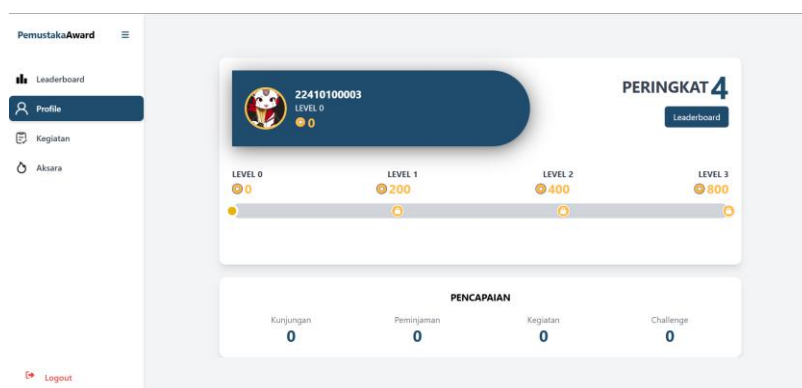 PemustakaAward
Leaderboard
Profile
Kegiatan
Aksara
Logout
22410100003
LEVEL 0
0
PERINGKAT 4
Leaderboard
LEVEL 0 LEVEL 1 LEVEL 2 LEVEL 3
0 200 400 800
PENCAPAIAN
Kunjungan Peminjaman Kegiatan Challenge
0 0 0 0